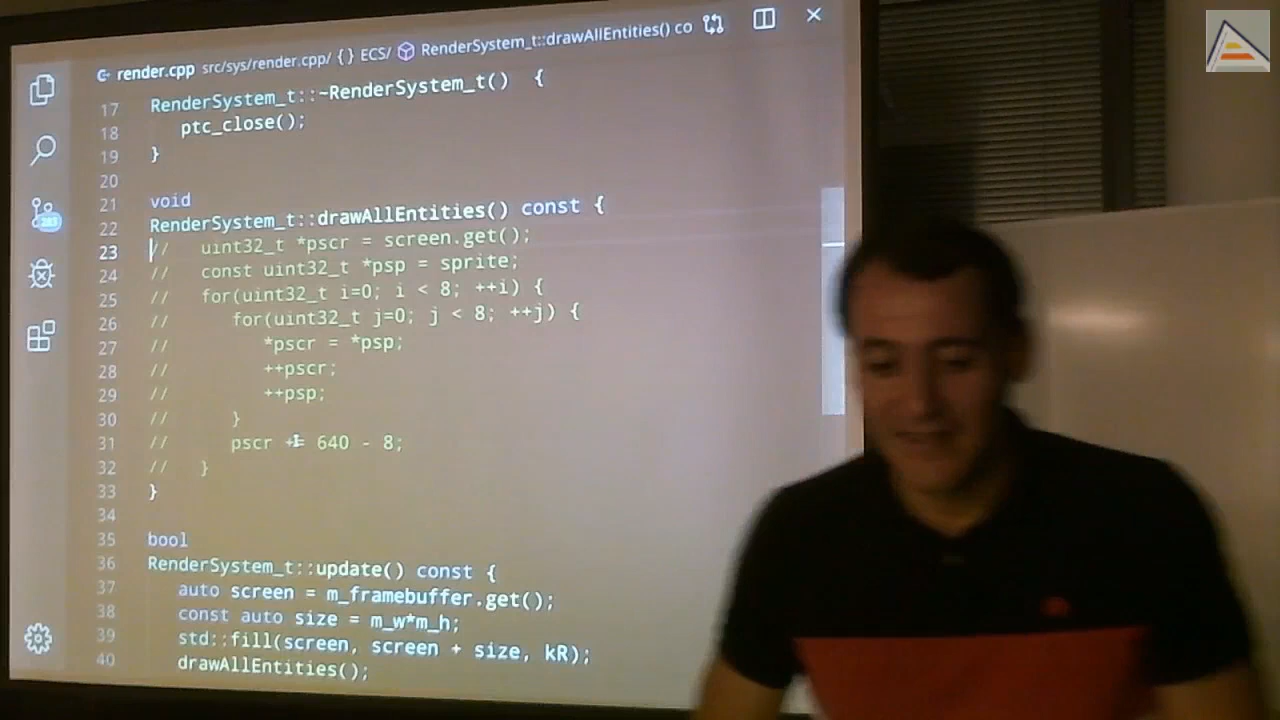 render.cpp src/sys/render.cpp/ { } ECS/ RenderSystem_t::drawAllEntities() co
17 RenderSystem_t::~RenderSystem_t() {
18 ptc_close();
19 }
20
21 void
22 RenderSystem_t::drawAllEntities() const {
23 // uint32_t *pscr = screen.get();
24 // const uint32_t *psp = sprite;
25 // for(uint32_t i=0; i < 8; ++i) {
26 // for(uint32_t j=0; j < 8; ++j) {
27 // *pscr = *psp;
28 // ++pscr;
29 // ++psp;
30 // }
31 // pscr += 640 - 8;
32 // }
33 }
34
35 bool
36 RenderSystem_t::update() const {
37 auto screen = m_framebuffer.get();
38 const auto size = m_w*m_h;
39 std::fill(screen, screen + size, kR);
40 drawAllEntities();